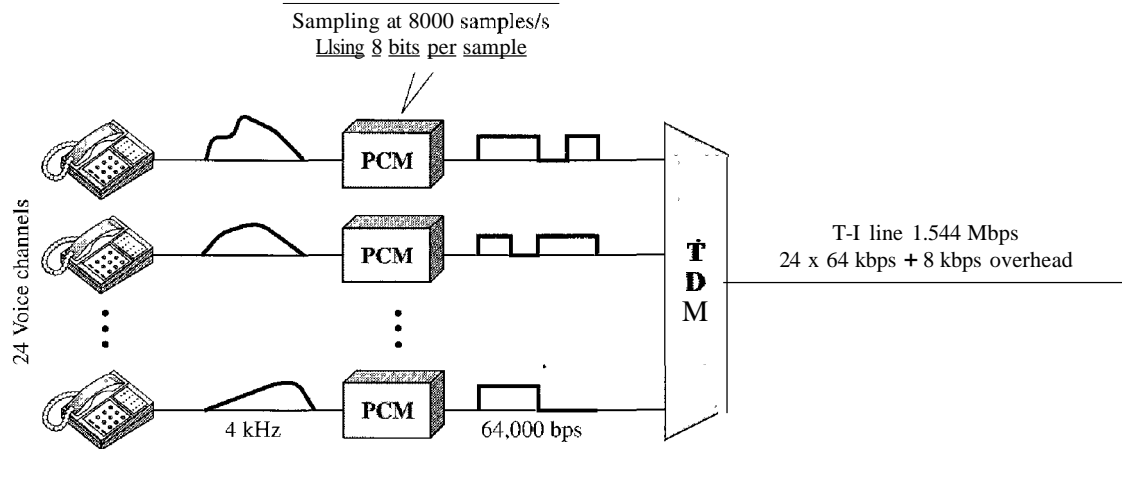 Sampling at 8000 samples/s
Llsing 8 bits per sample
PCM
24 Voice channels
PCM
T
D
M
T-I line 1.544 Mbps
24 x 64 kbps + 8 kbps overhead
PCM
4 kHz
64,000 bps